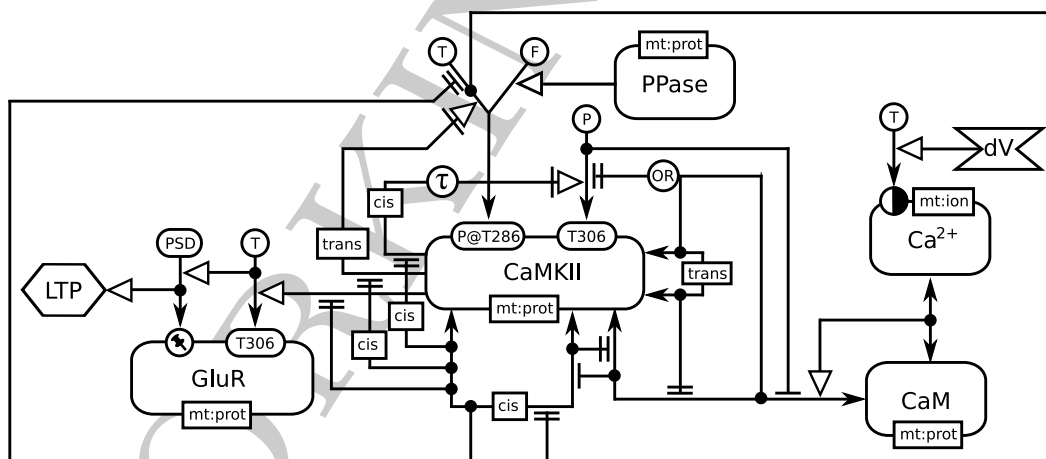 T
F
mt:prot
PPase
P
T
dV
τ
OR
cis
mt:ion
Ca2+
PSD
T
trans
P@T286
T306
CaMKII
trans
LTP
mt:prot
cis
cis
T306
GluR
mt:prot
cis
CaM
mt:prot